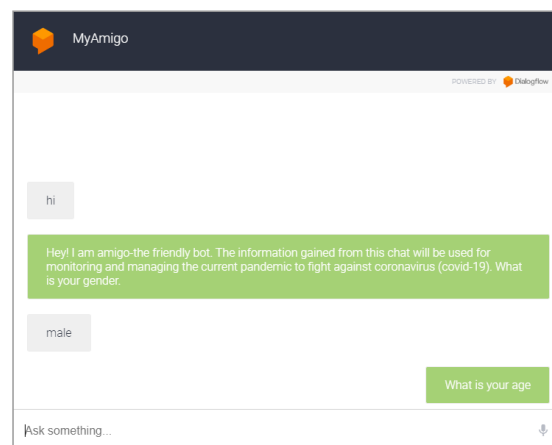 MyAmigo
POWERED BY Dialogflow
hi
Hey! I am amigo-the friendly bot. The information gained from this chat will be used for
monitoring and managing the current pandemic to fight against coronavirus (covid-19). What
is your gender.
male
What is your age
Ask something...